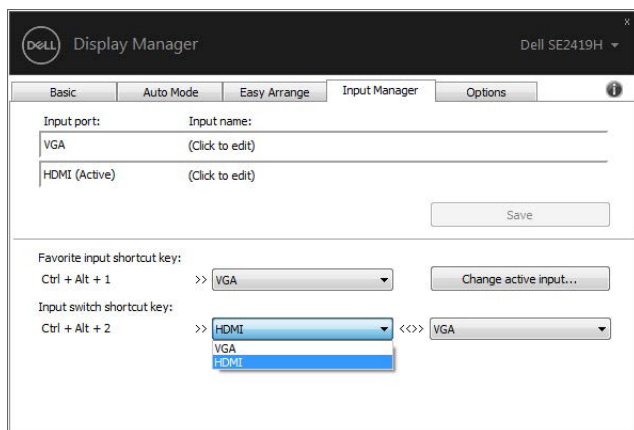 x
DELL Display Manager Dell SE2419H
Basic Auto Mode Easy Arrange Input Manager Options i
Input port: Input name:
VGA (Click to edit)
HDMI (Active) (Click to edit)
Save
Favorite input shortcut key:
Ctrl + Alt + 1 >> VGA Change active input...
Input switch shortcut key:
Ctrl + Alt + 2 >> HDMI <<>> VGA
VGA
HDMI